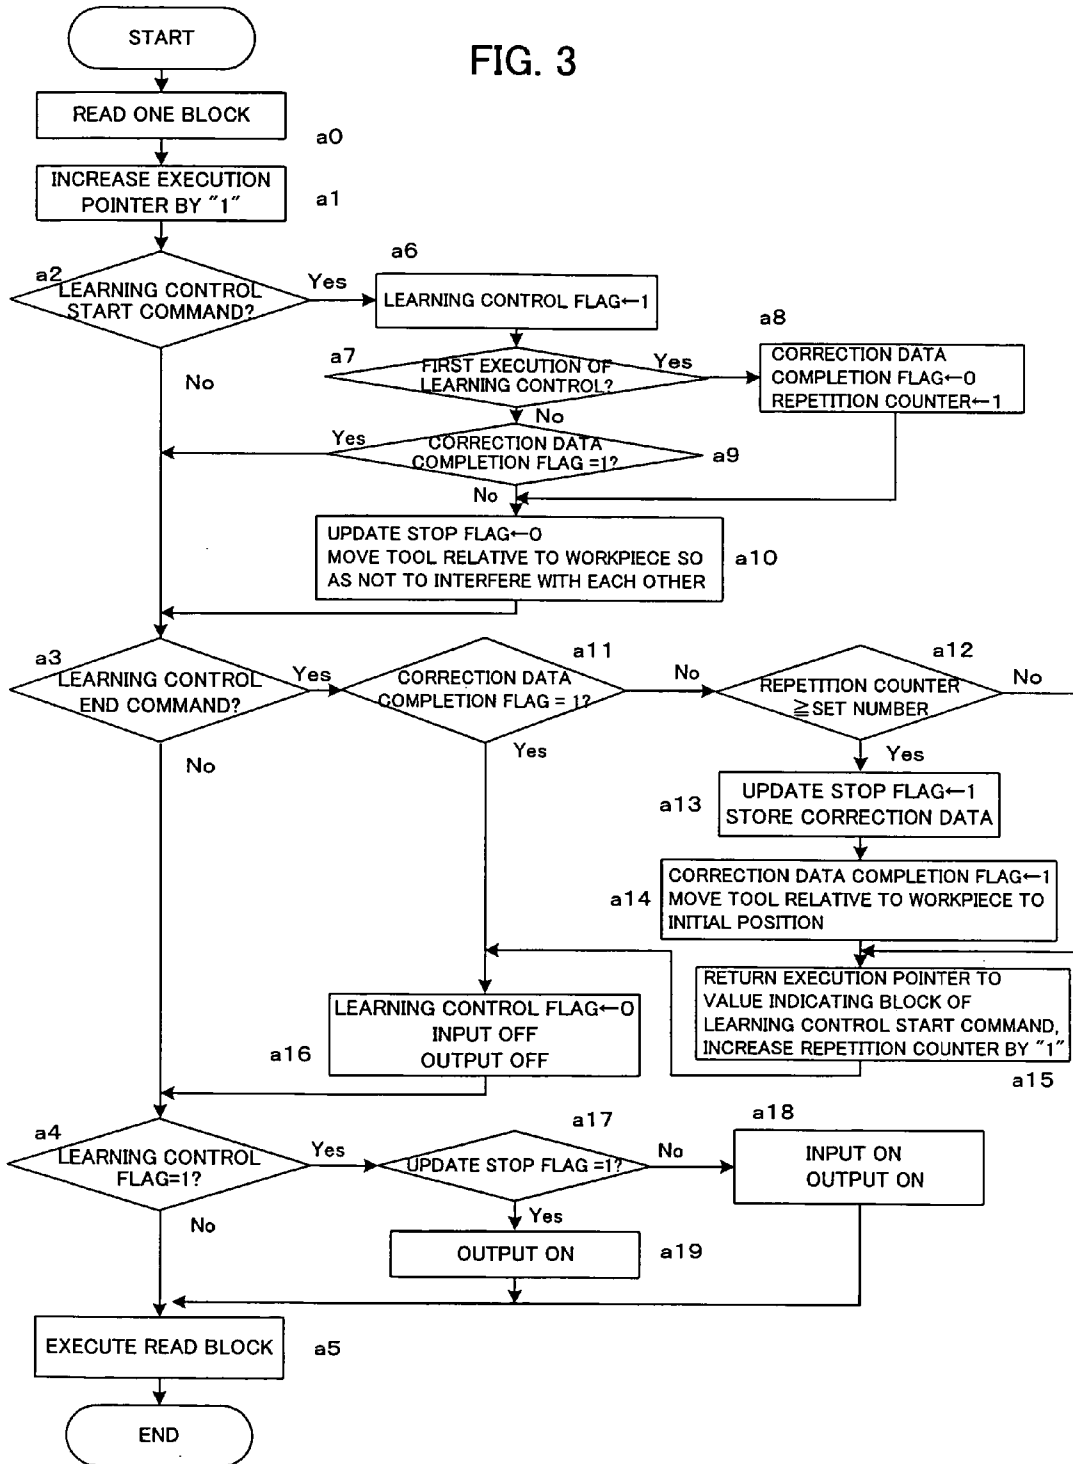 START
FIG. 3
READ ONE BLOCK
a0
INCREASE EXECUTION
POINTER BY "1"
a1
a2
LEARNING CONTROL
START COMMAND?
Yes
No
a6
LEARNING CONTROL FLAG←1
a7
FIRST EXECUTION OF
LEARNING CONTROL?
Yes
No
a8
CORRECTION DATA
COMPLETION FLAG←0
REPETITION COUNTER←1
Yes
CORRECTION DATA
COMPLETION FLAG =1?
a9
No
UPDATE STOP FLAG←0
MOVE TOOL RELATIVE TO WORKPIECE SO
AS NOT TO INTERFERE WITH EACH OTHER
a10
a3
LEARNING CONTROL
END COMMAND?
Yes
No
a11
CORRECTION DATA
COMPLETION FLAG = 1?
No
Yes
a12
REPETITION COUNTER
≧SET NUMBER
No
Yes
a13
UPDATE STOP FLAG←1
STORE CORRECTION DATA
a14
CORRECTION DATA COMPLETION FLAG←1
MOVE TOOL RELATIVE TO WORKPIECE TO
INITIAL POSITION
RETURN EXECUTION POINTER TO
VALUE INDICATING BLOCK OF
LEARNING CONTROL START COMMAND,
INCREASE REPETITION COUNTER BY "1"
a15
LEARNING CONTROL FLAG←0
INPUT OFF
OUTPUT OFF
a16
a4
LEARNING CONTROL
FLAG=1?
Yes
No
a17
UPDATE STOP FLAG =1?
No
Yes
a18
INPUT ON
OUTPUT ON
OUTPUT ON
a19
EXECUTE READ BLOCK
a5
END